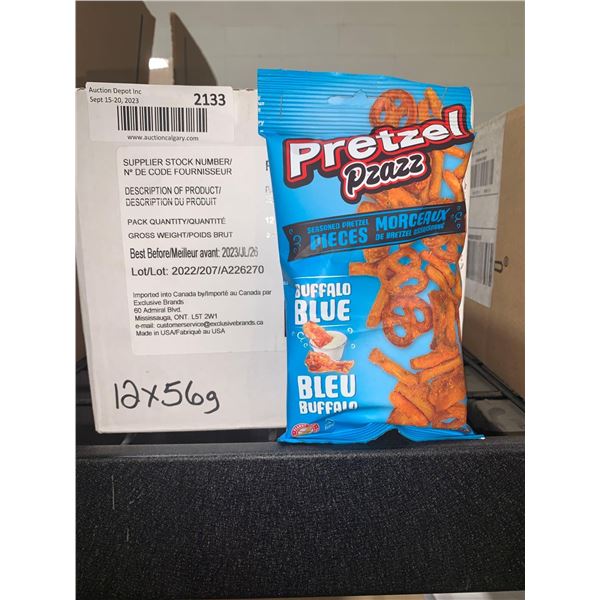 Auction Depot Inc
Sept 15-20, 2023
2133
www.auctioncalgary.com
SUPPLIER STOCK NUMBER/
Nº DE CODE FOURNISSEUR
DESCRIPTION OF PRODUCT/
DESCRIPTION DU PRODUIT
PACK QUANTITY/QUANTITÉ
GROSS WEIGHT/POIDS BRUT
Best Before/Meilleur avant: 2023/JL/26
Lot/Lot: 2022/207/A226270
Imported into Canada by/Importé au Canada par
Exclusive Brands
60 Admiral Blvd.
Mississauga, ONT. L5T 2W1
e-mail: customerservice@exclusivebrands.ca
Made in USA/Fabriqué au USA
12x56g
Pretzel
Pzazz
SEASONED PRETZEL
PIECES
MORCEAUX
DE BRETZEL ASSAISONNÉ
BUFFALO
BLUE
BLEU
BUFFALO